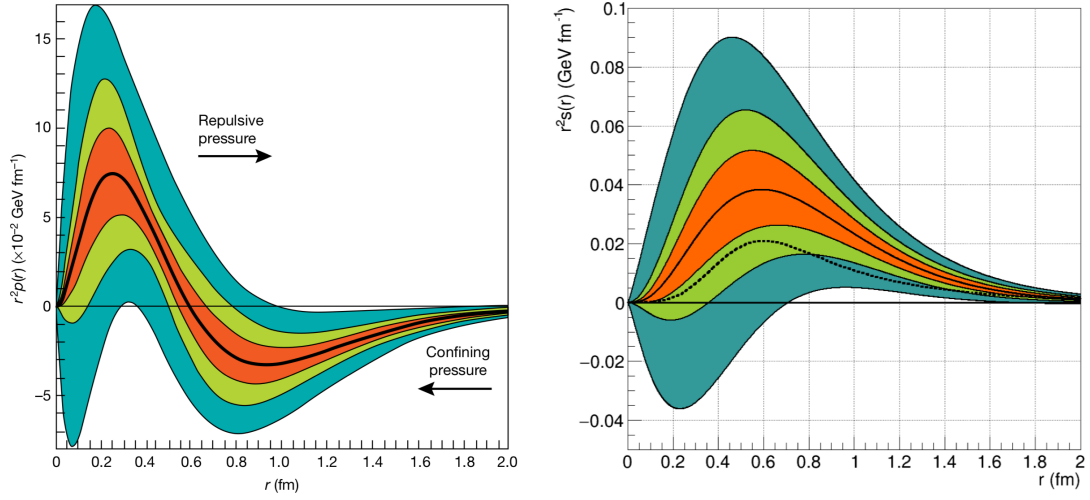 15
10
5
0
−5
r²p(r) (×10⁻² GeV fm⁻¹)
Repulsive
pressure
Confining
pressure
0 0.2 0.4 0.6 0.8 1.0 1.2 1.4 1.6 1.8 2.0
r (fm)
0.1
0.08
0.06
0.04
0.02
0
−0.02
−0.04
r²s(r) (GeV fm⁻¹)
0 0.2 0.4 0.6 0.8 1 1.2 1.4 1.6 1.8 2
r (fm)